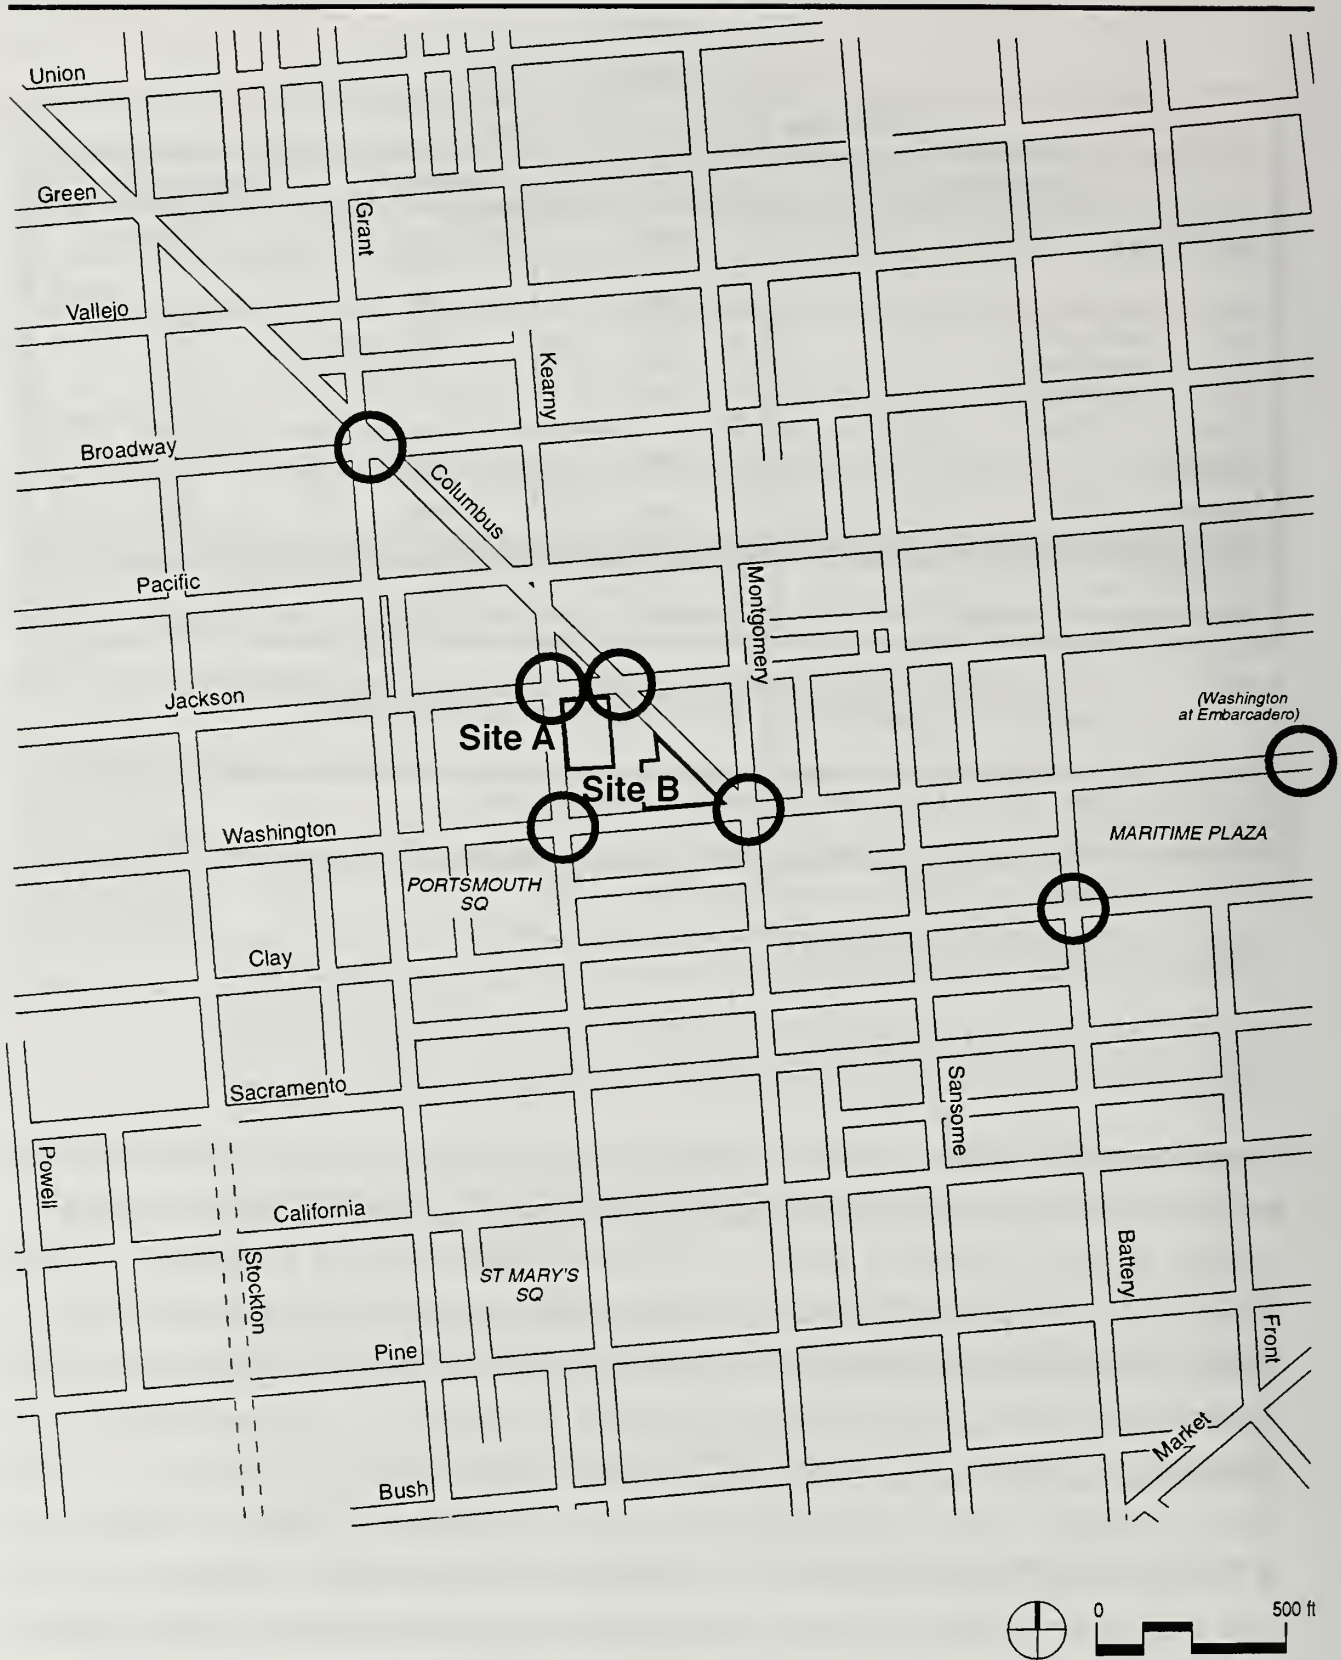 Union
Green
Grant
Vallejo
Kearny
Broadway
Columbus
Pacific
Montgomery
Jackson
(Washington
at Embarcadero)
Site A
Site B
Washington
MARITIME PLAZA
PORTSMOUTH
SQ
Clay
Sacramento
Sansome
Powell
California
Stockton
Battery
ST MARY'S
SQ
Front
Pine
Market
Bush
0 500 ft